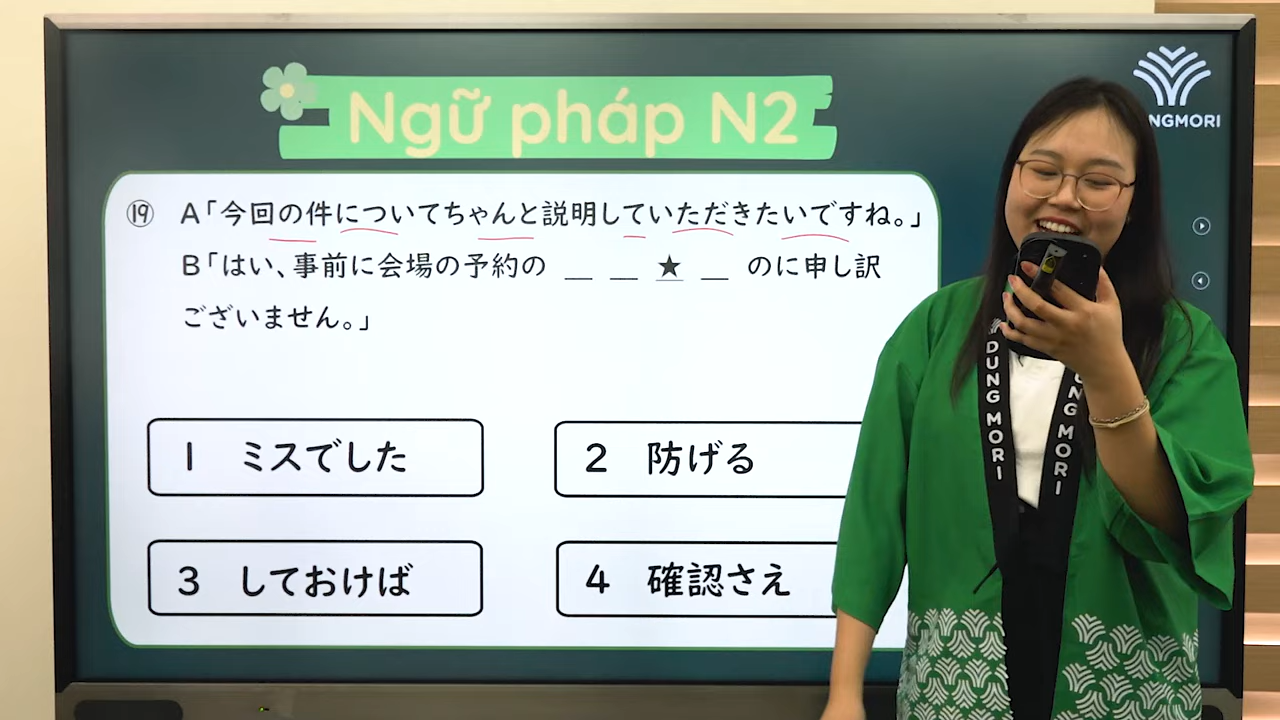 Ngữ pháp N2
NGMORI
⑲ A「今回の件についてちゃんと説明していただきたいですね。」
B「はい、事前に会場の予約の __ __ ★ __ のに申し訳
ございません。」
1 ミスでした
2 防げる
3 しておけば
4 確認さえ
DUNG MORI
UNG MORI